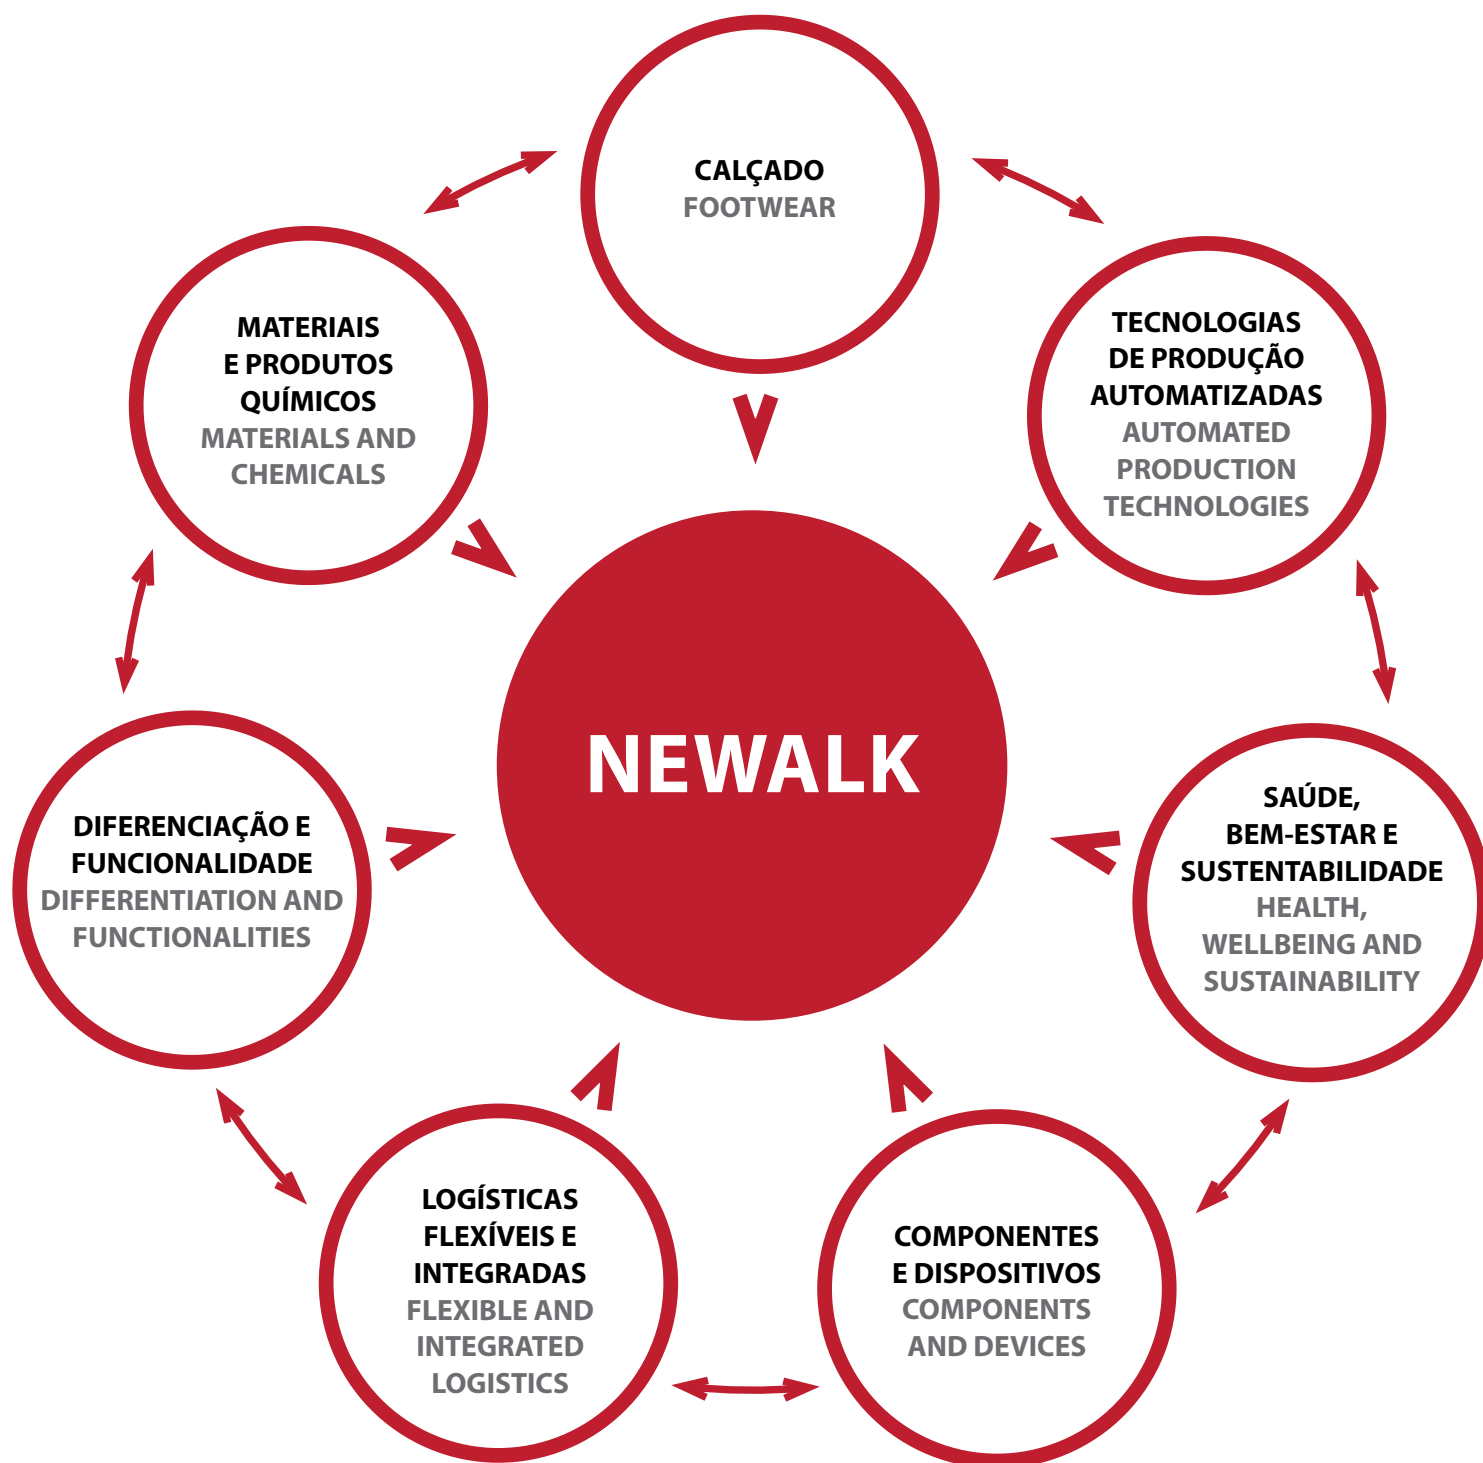 CALÇADO
FOOTWEAR
MATERIAIS
E PRODUTOS
QUÍMICOS
MATERIALS AND
CHEMICALS
TECNOLOGIAS
DE PRODUÇÃO
AUTOMATIZADAS
AUTOMATED
PRODUCTION
TECHNOLOGIES
NEWALK
DIFERENCIAÇÃO E
FUNCIONALIDADE
DIFFERENTIATION AND
FUNCTIONALITIES
SAÚDE,
BEM-ESTAR E
SUSTENTABILIDADE
HEALTH,
WELLBEING AND
SUSTAINABILITY
LOGÍSTICAS
FLEXÍVEIS E
INTEGRADAS
FLEXIBLE AND
INTEGRATED
LOGISTICS
COMPONENTES
E DISPOSITIVOS
COMPONENTS
AND DEVICES